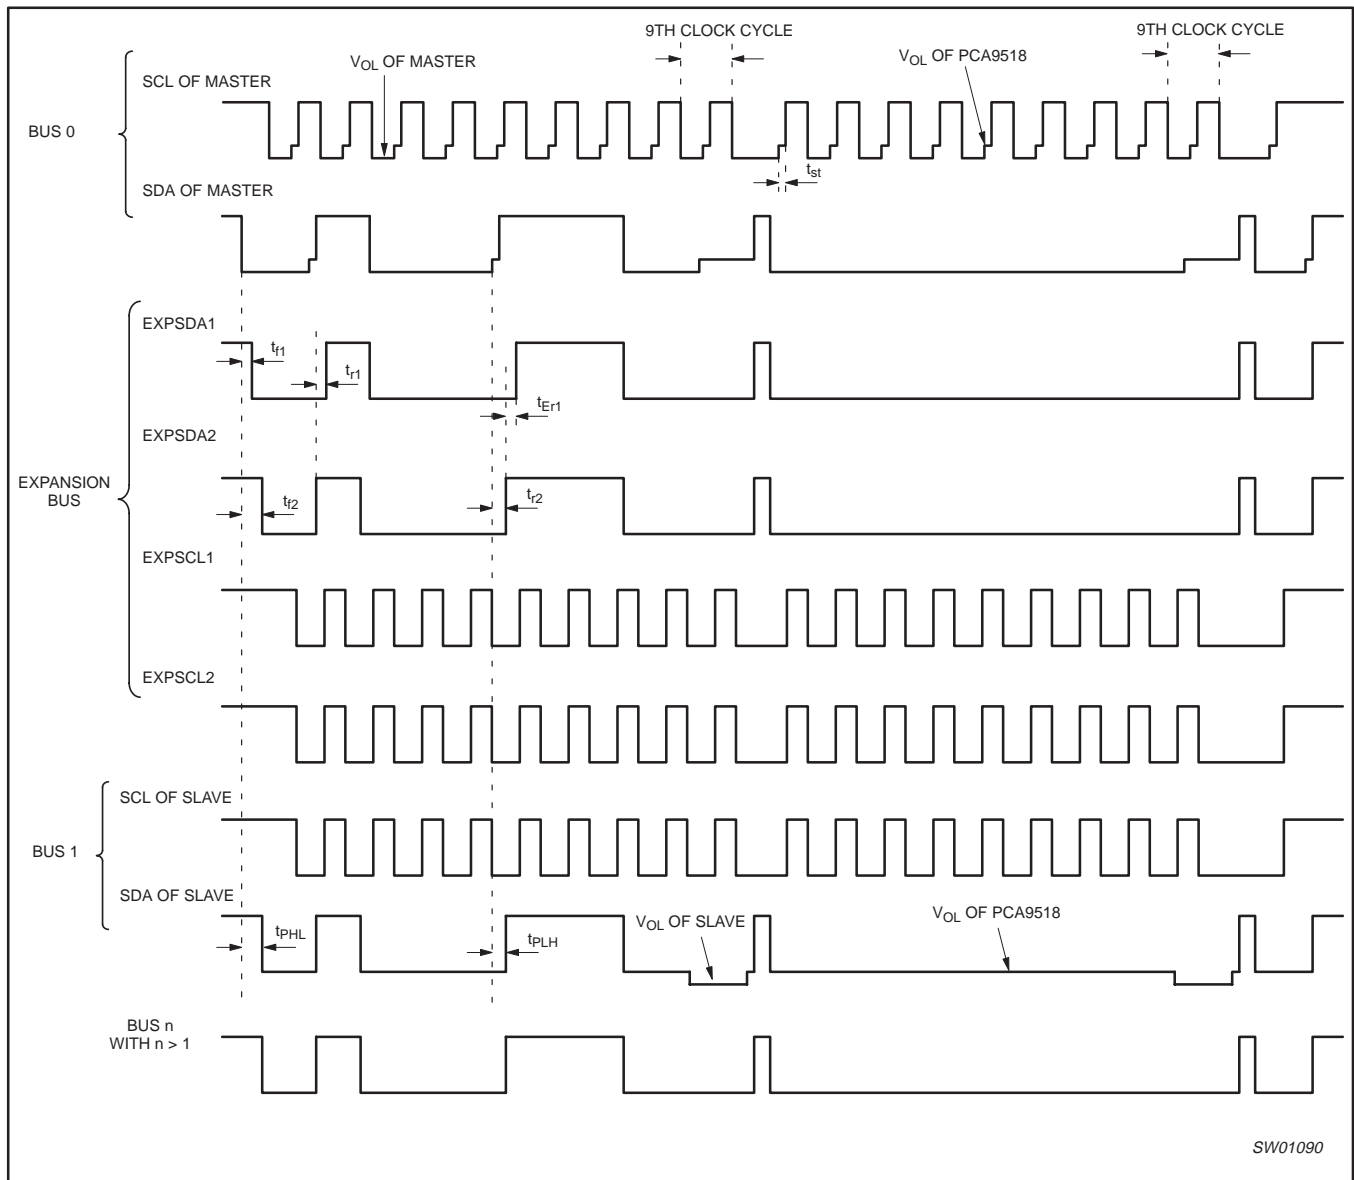 9TH CLOCK CYCLE
9TH CLOCK CYCLE
VOL OF MASTER
VOL OF PCA9518
SCL OF MASTER
BUS 0
tst
SDA OF MASTER
EXPSDA1
tf1
tr1
tEr1
EXPSDA2
EXPANSION
BUS
tf2
tr2
EXPSCL1
EXPSCL2
SCL OF SLAVE
BUS 1
SDA OF SLAVE
VOL OF SLAVE
VOL OF PCA9518
tPHL
tPLH
BUS n
WITH n > 1
SW01090